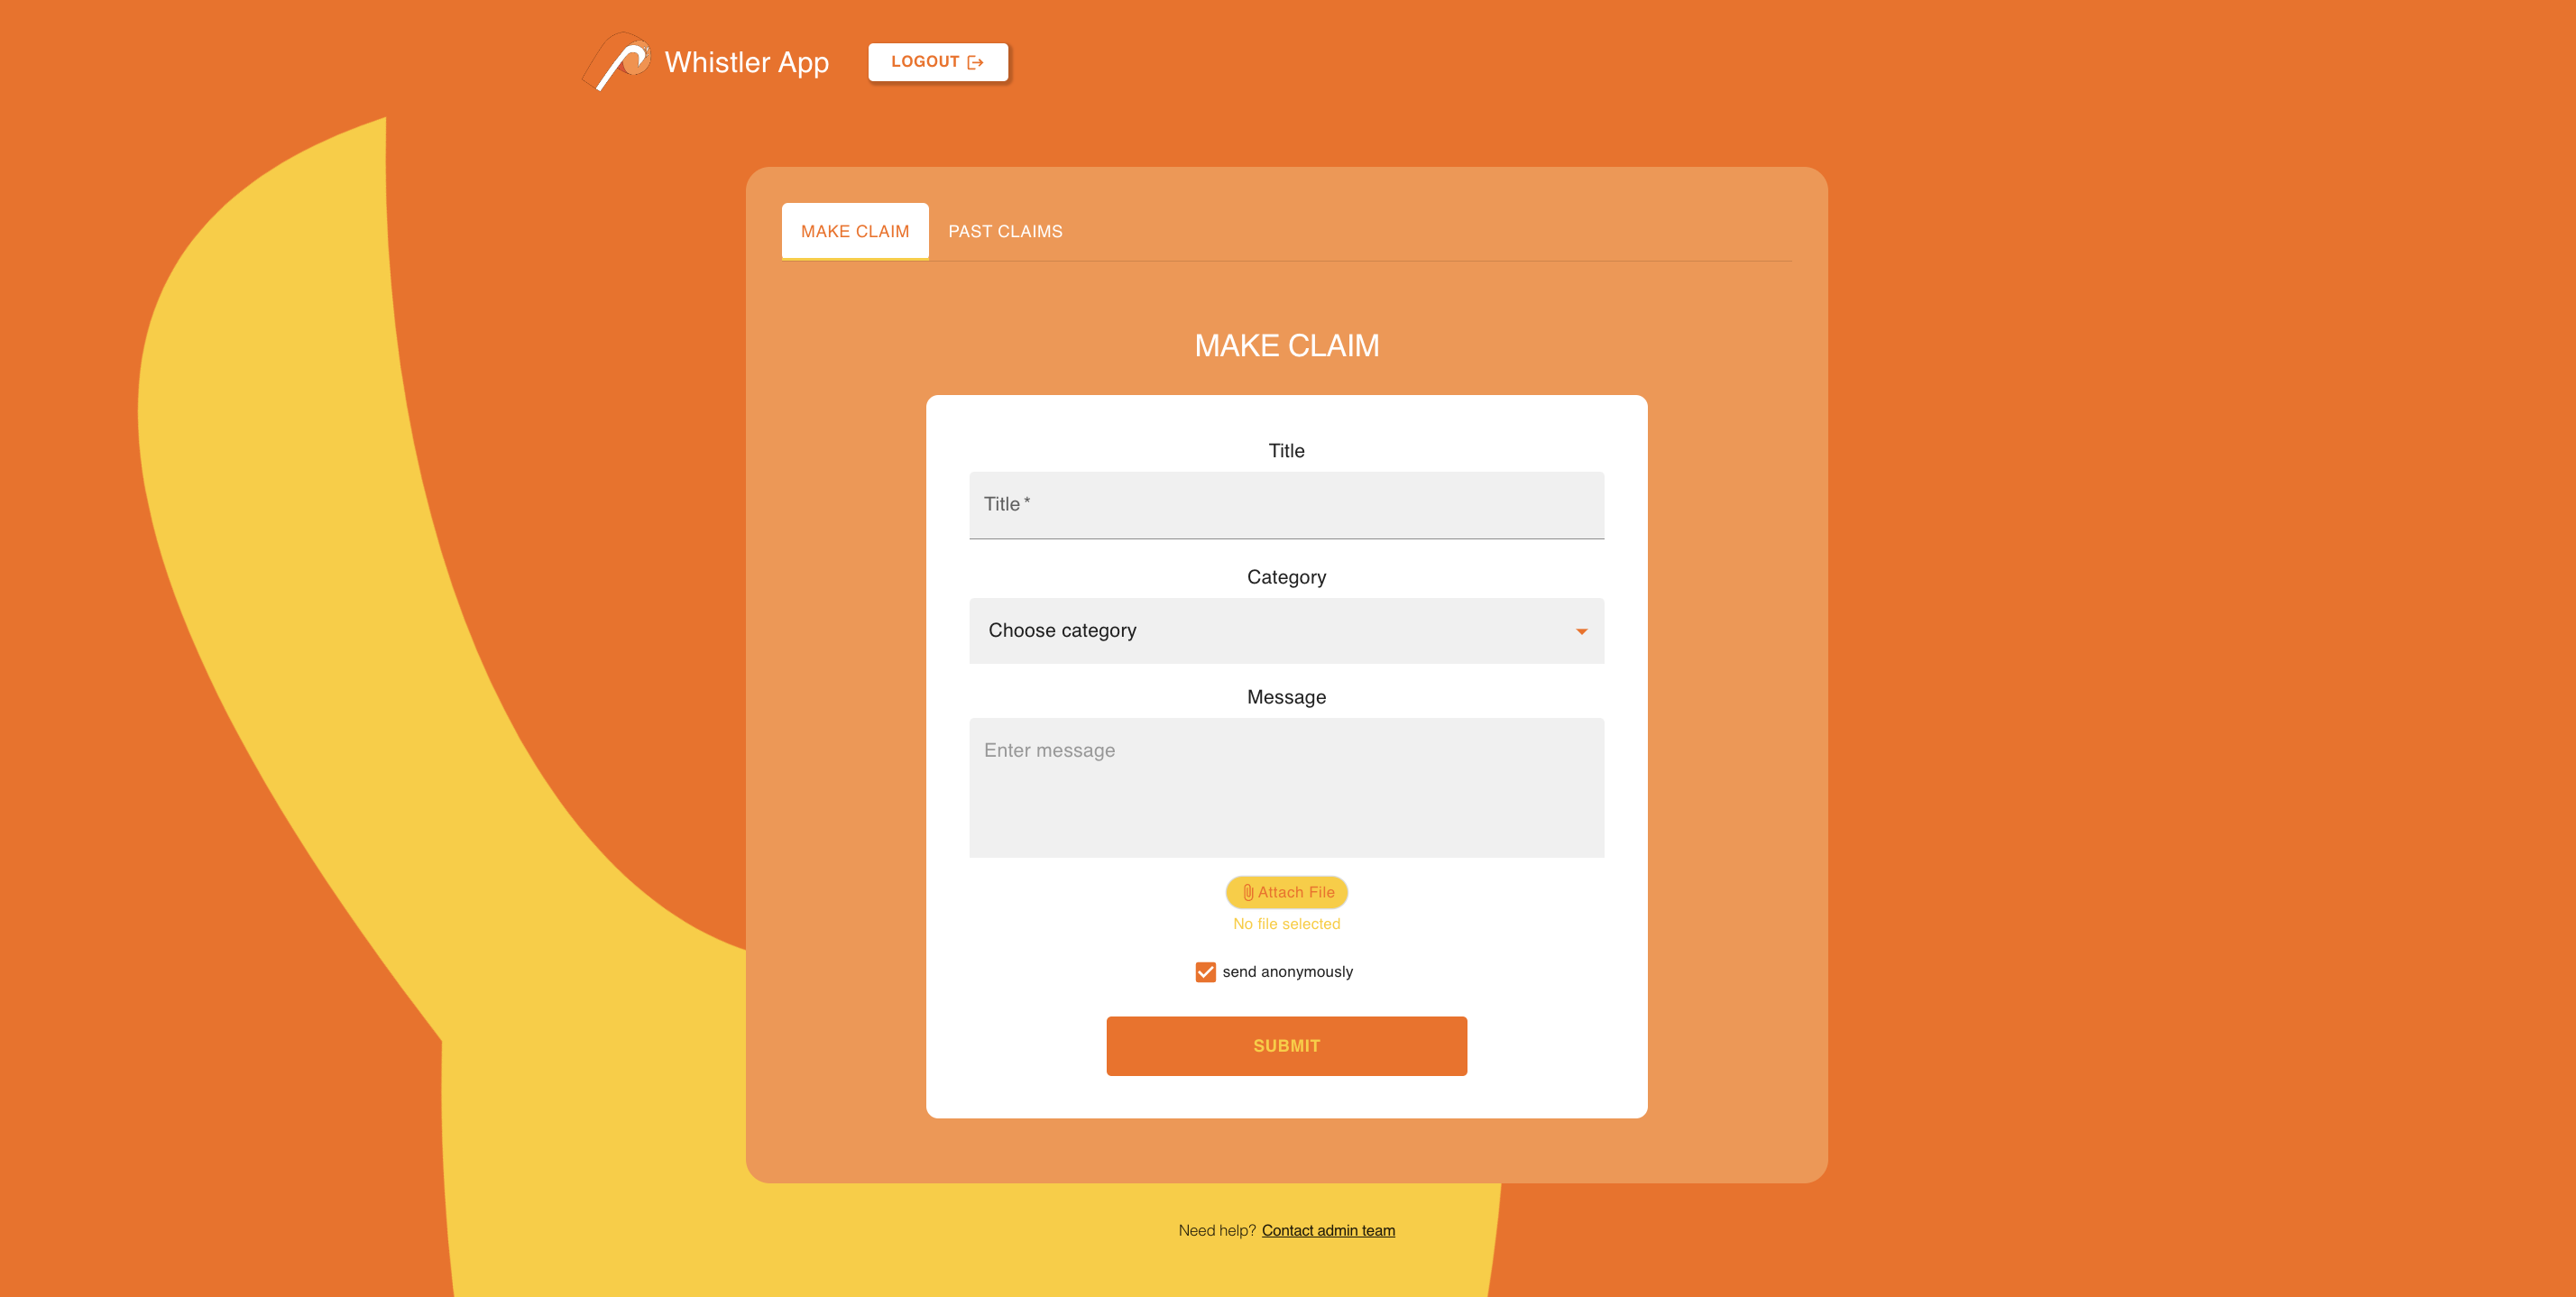 Whistler App
LOGOUT
MAKE CLAIM
PAST CLAIMS
MAKE CLAIM
Title
Title *
Category
Choose category
Message
Enter message
Attach File
No file selected
send anonymously
SUBMIT
Need help? Contact admin team